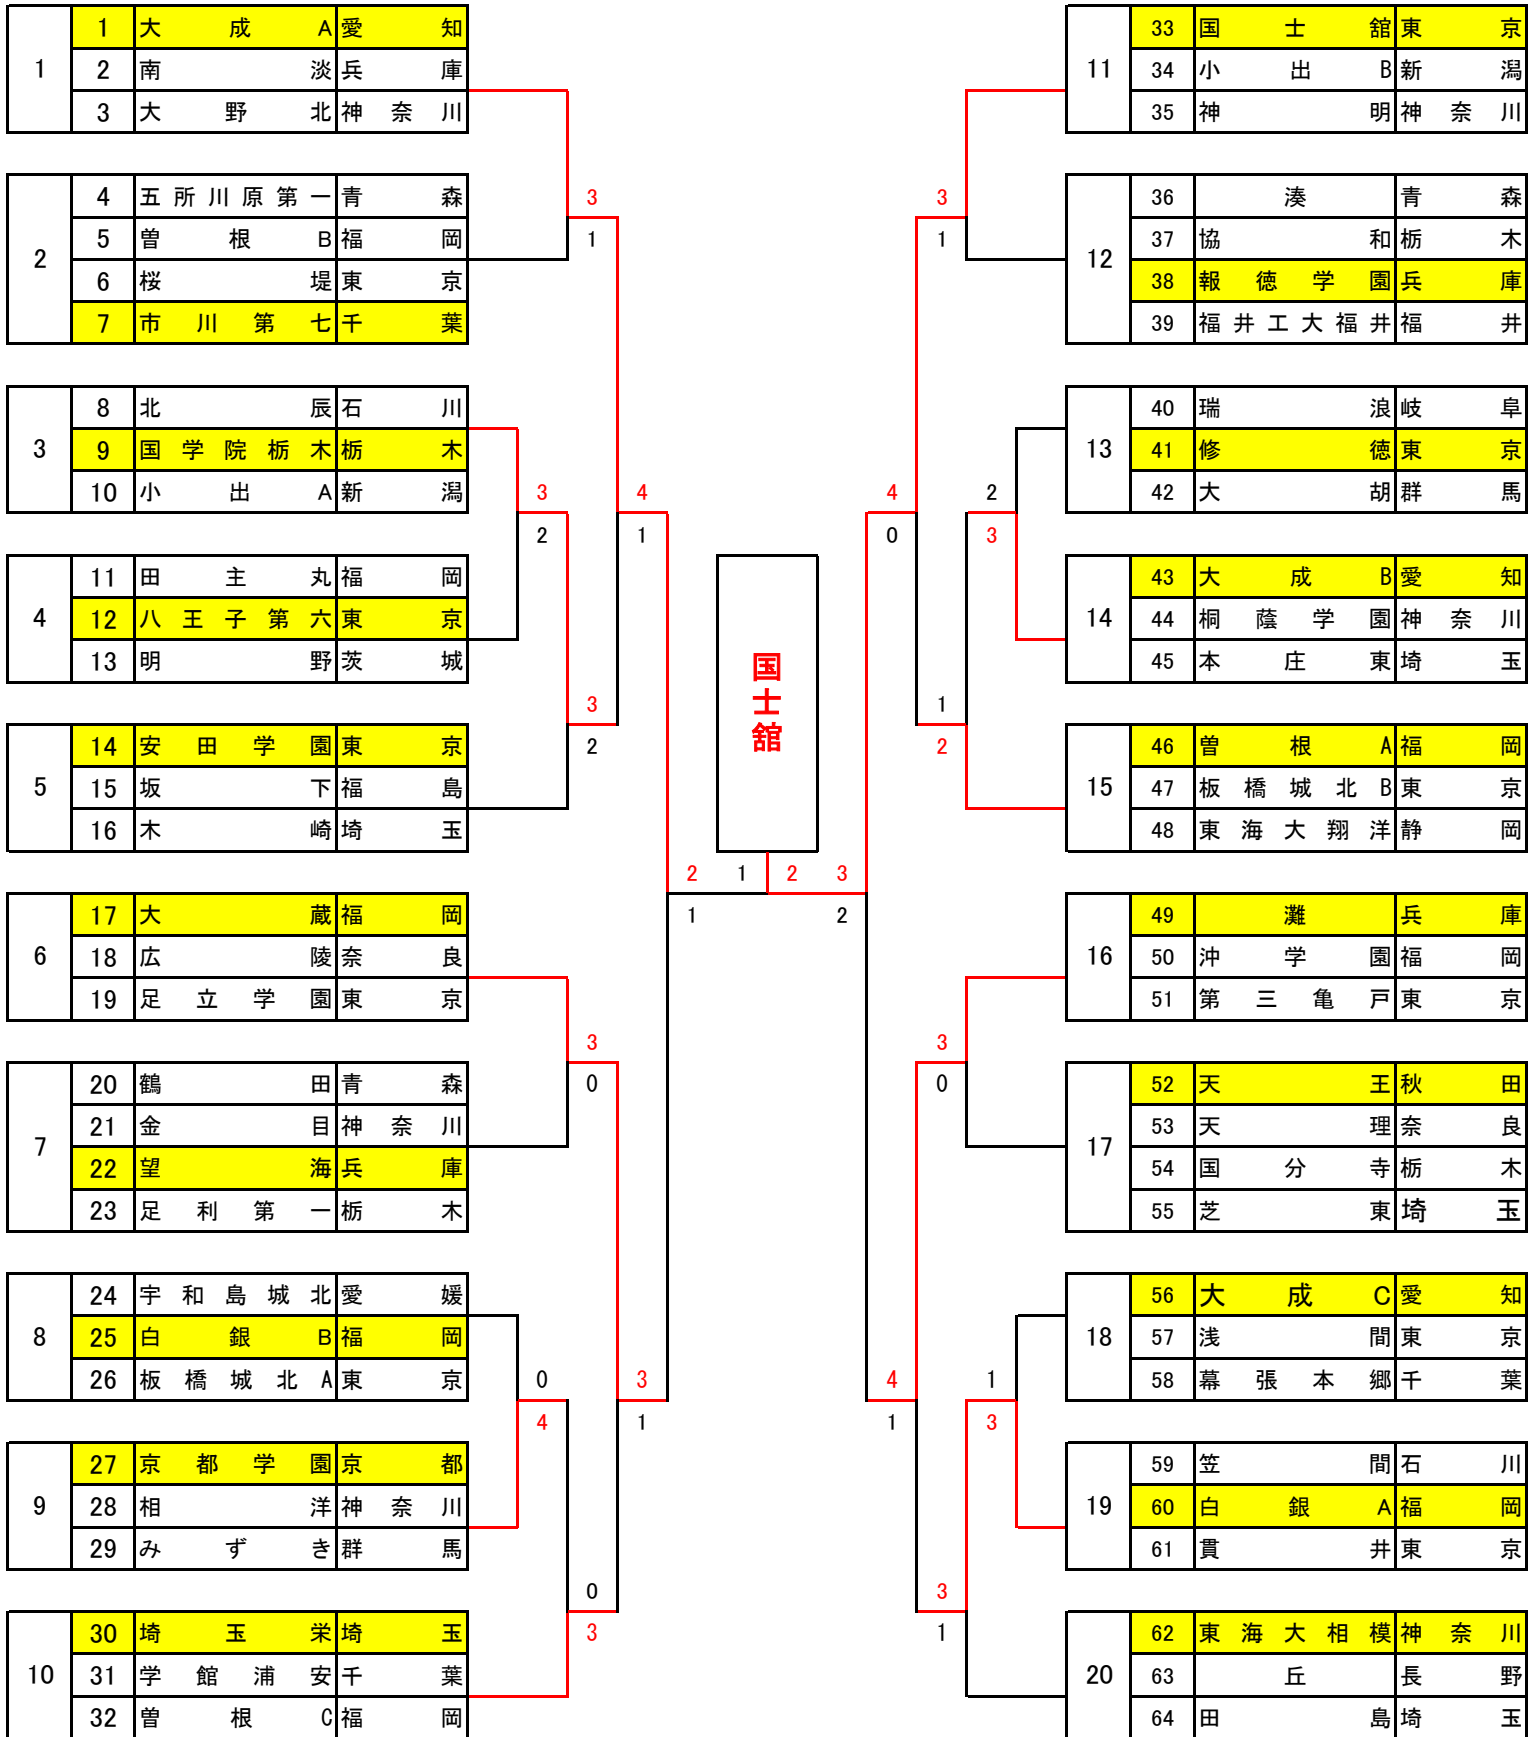 1
1 大成A 愛知
2 南淡 兵庫
3 大野北 神奈川
2
4 五所川原第一 青森
5 曽根B 福岡
6 桜堤 東京
7 市川第七 千葉
3
8 北辰 石川
9 国学院栃木 栃木
10 小出A 新潟
4
11 田主丸 福岡
12 八王子第六 東京
13 明野 茨城
5
14 安田学園 東京
15 坂下 福島
16 木崎 埼玉
6
17 大蔵 福岡
18 広陵 奈良
19 足立学園 東京
7
20 鶴田 青森
21 金目 神奈川
22 望海 兵庫
23 足利第一 栃木
8
24 宇和島城北 愛媛
25 白銀B 福岡
26 板橋城北A 東京
9
27 京都学園 京都
28 相洋 神奈川
29 みずき 群馬
10
30 埼玉栄 埼玉
31 学館浦安 千葉
32 曽根C 福岡
3
1
3
2
4
1
3
2
3
0
0
4
3
1
0
3
2
1
1
国士舘
2
3
2
3
1
4
0
2
3
1
2
3
0
4
1
1
3
3
1
11
33 国士舘 東京
34 小出B 新潟
35 神明 神奈川
12
36 湊 青森
37 協和 栃木
38 報徳学園 兵庫
39 福井工大福井 福井
13
40 瑞浪 岐阜
41 修徳 東京
42 大胡 群馬
14
43 大成B 愛知
44 桐蔭学園 神奈川
45 本庄東 埼玉
15
46 曽根A 福岡
47 板橋城北B 東京
48 東海大翔洋 静岡
16
49 灘 兵庫
50 沖学園 福岡
51 第三亀戸 東京
17
52 天王 秋田
53 天理 奈良
54 国分寺 栃木
55 芝東 埼玉
18
56 大成C 愛知
57 浅間 東京
58 幕張本郷 千葉
19
59 笠間 石川
60 白銀A 福岡
61 貫井 東京
20
62 東海大相模 神奈川
63 丘 長野
64 田島 埼玉